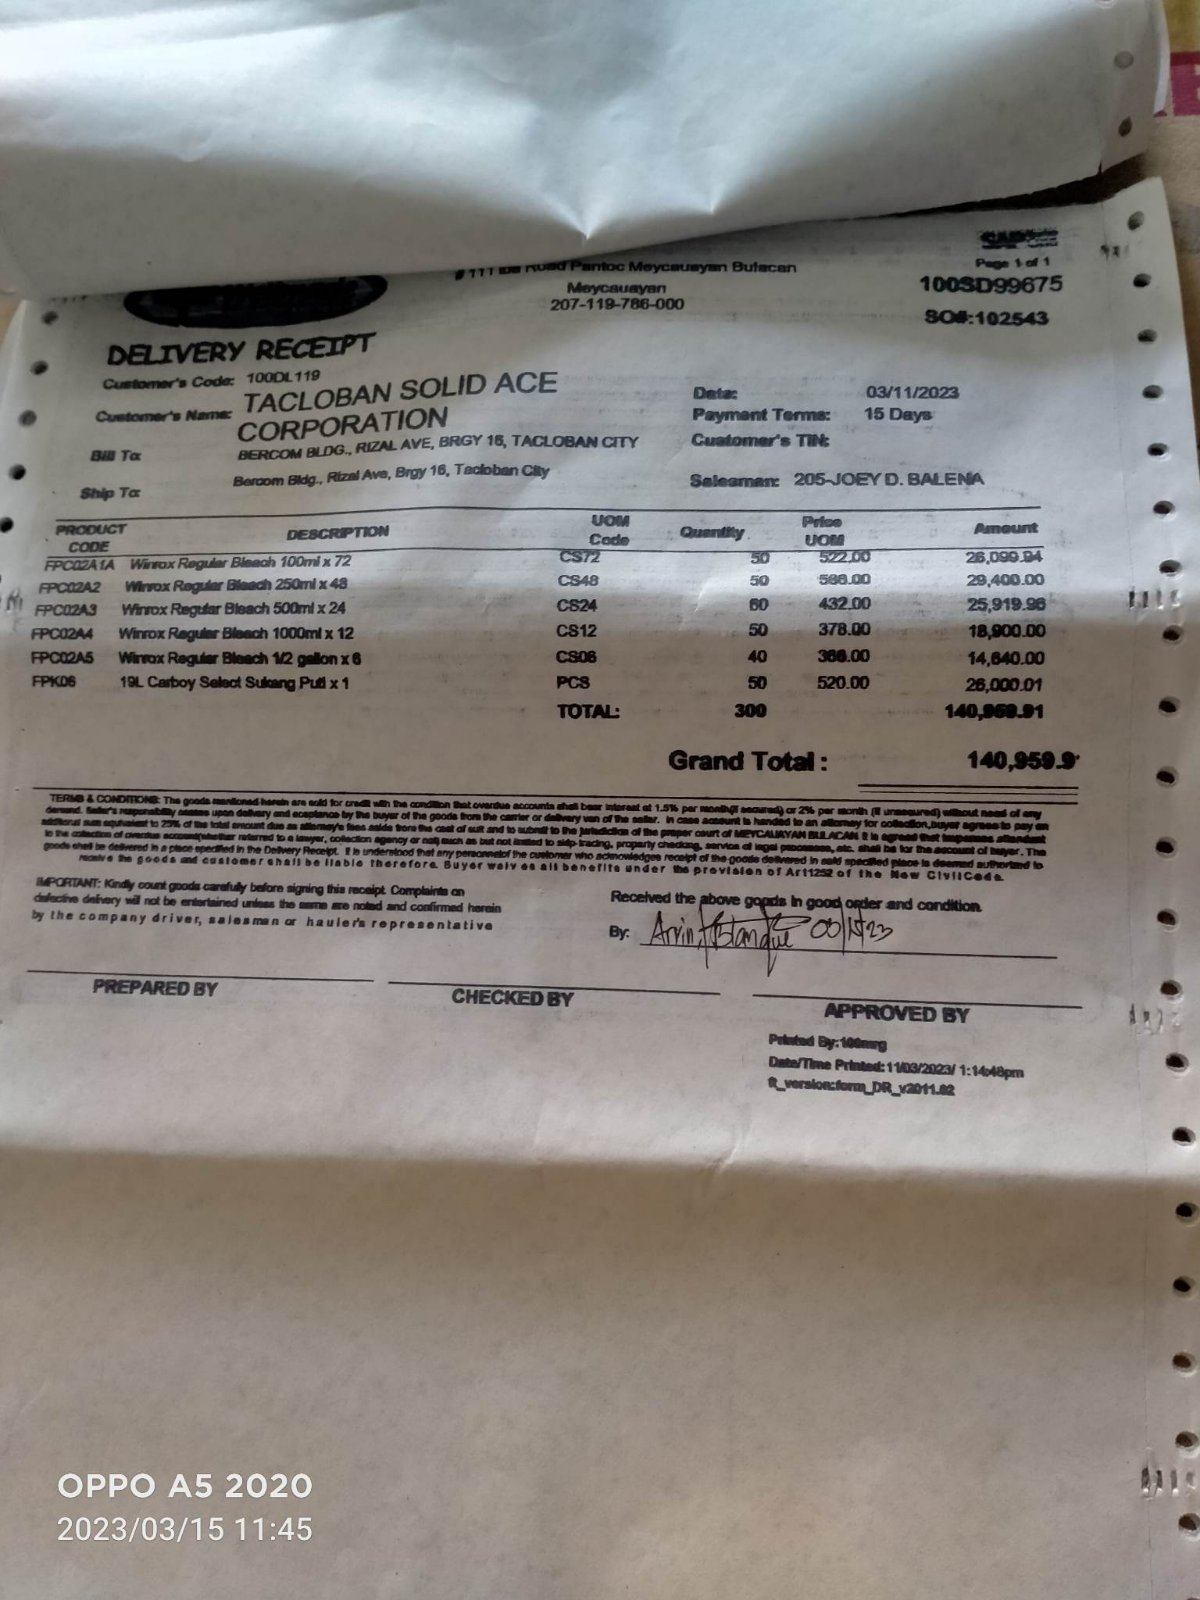 Road Pantoc Meycauayan Bulacan
Meycauayan
207-119-786-000
Page 1 of 1
100SD99675
SO#:102543
DELIVERY RECEIPT
Customer's Code: 100DL119
Customer's Name: TACLOBAN SOLID ACE CORPORATION
Bill To: BERCOM BLDG., RIZAL AVE, BRGY 16, TACLOBAN CITY
Ship To: Bercom Bldg., Rizal Ave, Brgy 16, Tacloban City
Date: 03/11/2023
Payment Terms: 15 Days
Customer's TIN:
Salesman: 205-JOEY D. BALENA
PRODUCT CODE DESCRIPTION UOM Code Quantity Price UOM Amount
FPC02A1A Winrox Regular Bleach 100ml x 72 CS72 50 522.00 26,099.94
FPC02A2 Winrox Regular Bleach 250ml x 48 CS48 50 588.00 29,400.00
FPC02A3 Winrox Regular Bleach 500ml x 24 CS24 60 432.00 25,919.96
FPC02A4 Winrox Regular Bleach 1000ml x 12 CS12 50 378.00 18,900.00
FPC02A5 Winrox Regular Bleach 1/2 gallon x 6 CS06 40 366.00 14,640.00
FPK06 19L Carboy Select Sukang Puti x 1 PCS 50 520.00 26,000.01
TOTAL: 300 140,959.91
Grand Total : 140,959.9
TERMS & CONDITIONS: The goods mentioned herein are sold for credit with the condition that overdue accounts shall bear interest at 1.5% per month(if secured) or 2% per month (if unsecured) without need of any
demand. Seller's responsibility ceases upon delivery and acceptance by the buyer of the goods from the carrier or delivery van of the seller. In case account is handed to an attorney for collection,buyer agrees to pay an
additional sum equivalent to 25% of the total amount due as attorney's fees aside from the cost of suit and to submit to the jurisdiction of the proper court of MEYCAUAYAN BULACAN. It is agreed that expenses attendant
to the collection of overdue account(whether referred to a lawyer, collection agency or not) such as but not limited to skip-tracing, property checking, service of legal processes, etc. shall be for the account of buyer. The
goods shall be delivered in a place specified in the Delivery Receipt. It is understood that any personnel of the customer who acknowledges receipt of the goods delivered in said specified place is deemed authorized to
receive the goods and customer shall be liable therefore. Buyer waives all benefits under the provision of Art1252 of the New CivilCode.
IMPORTANT: Kindly count goods carefully before signing this receipt. Complaints on
defective delivery will not be entertained unless the same are noted and confirmed herein
by the company driver, salesman or hauler's representative
Received the above goods in good order and condition
By: Arvin
PREPARED BY
CHECKED BY
APPROVED BY
Printed By:
Date/Time Printed: 11/03/2023/ 1:14:48pm
ft_version:form_DR_v2011.02
OPPO A5 2020
2023/03/15 11:45